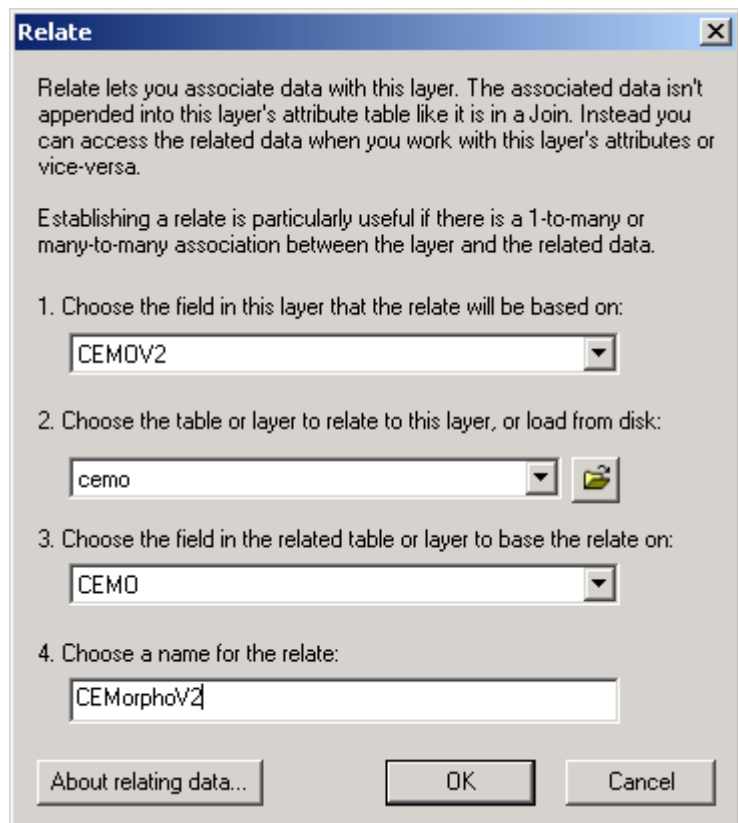 Relate
Relate lets you associate data with this layer. The associated data isn't
appended into this layer's attribute table like it is in a Join. Instead you
can access the related data when you work with this layer's attributes or
vice-versa.
Establishing a relate is particularly useful if there is a 1-to-many or
many-to-many association between the layer and the related data.
1. Choose the field in this layer that the relate will be based on:
CEMOV2
2. Choose the table or layer to relate to this layer, or load from disk:
cemo
3. Choose the field in the related table or layer to base the relate on:
CEMO
4. Choose a name for the relate:
CEMorphoV2
About relating data... OK Cancel